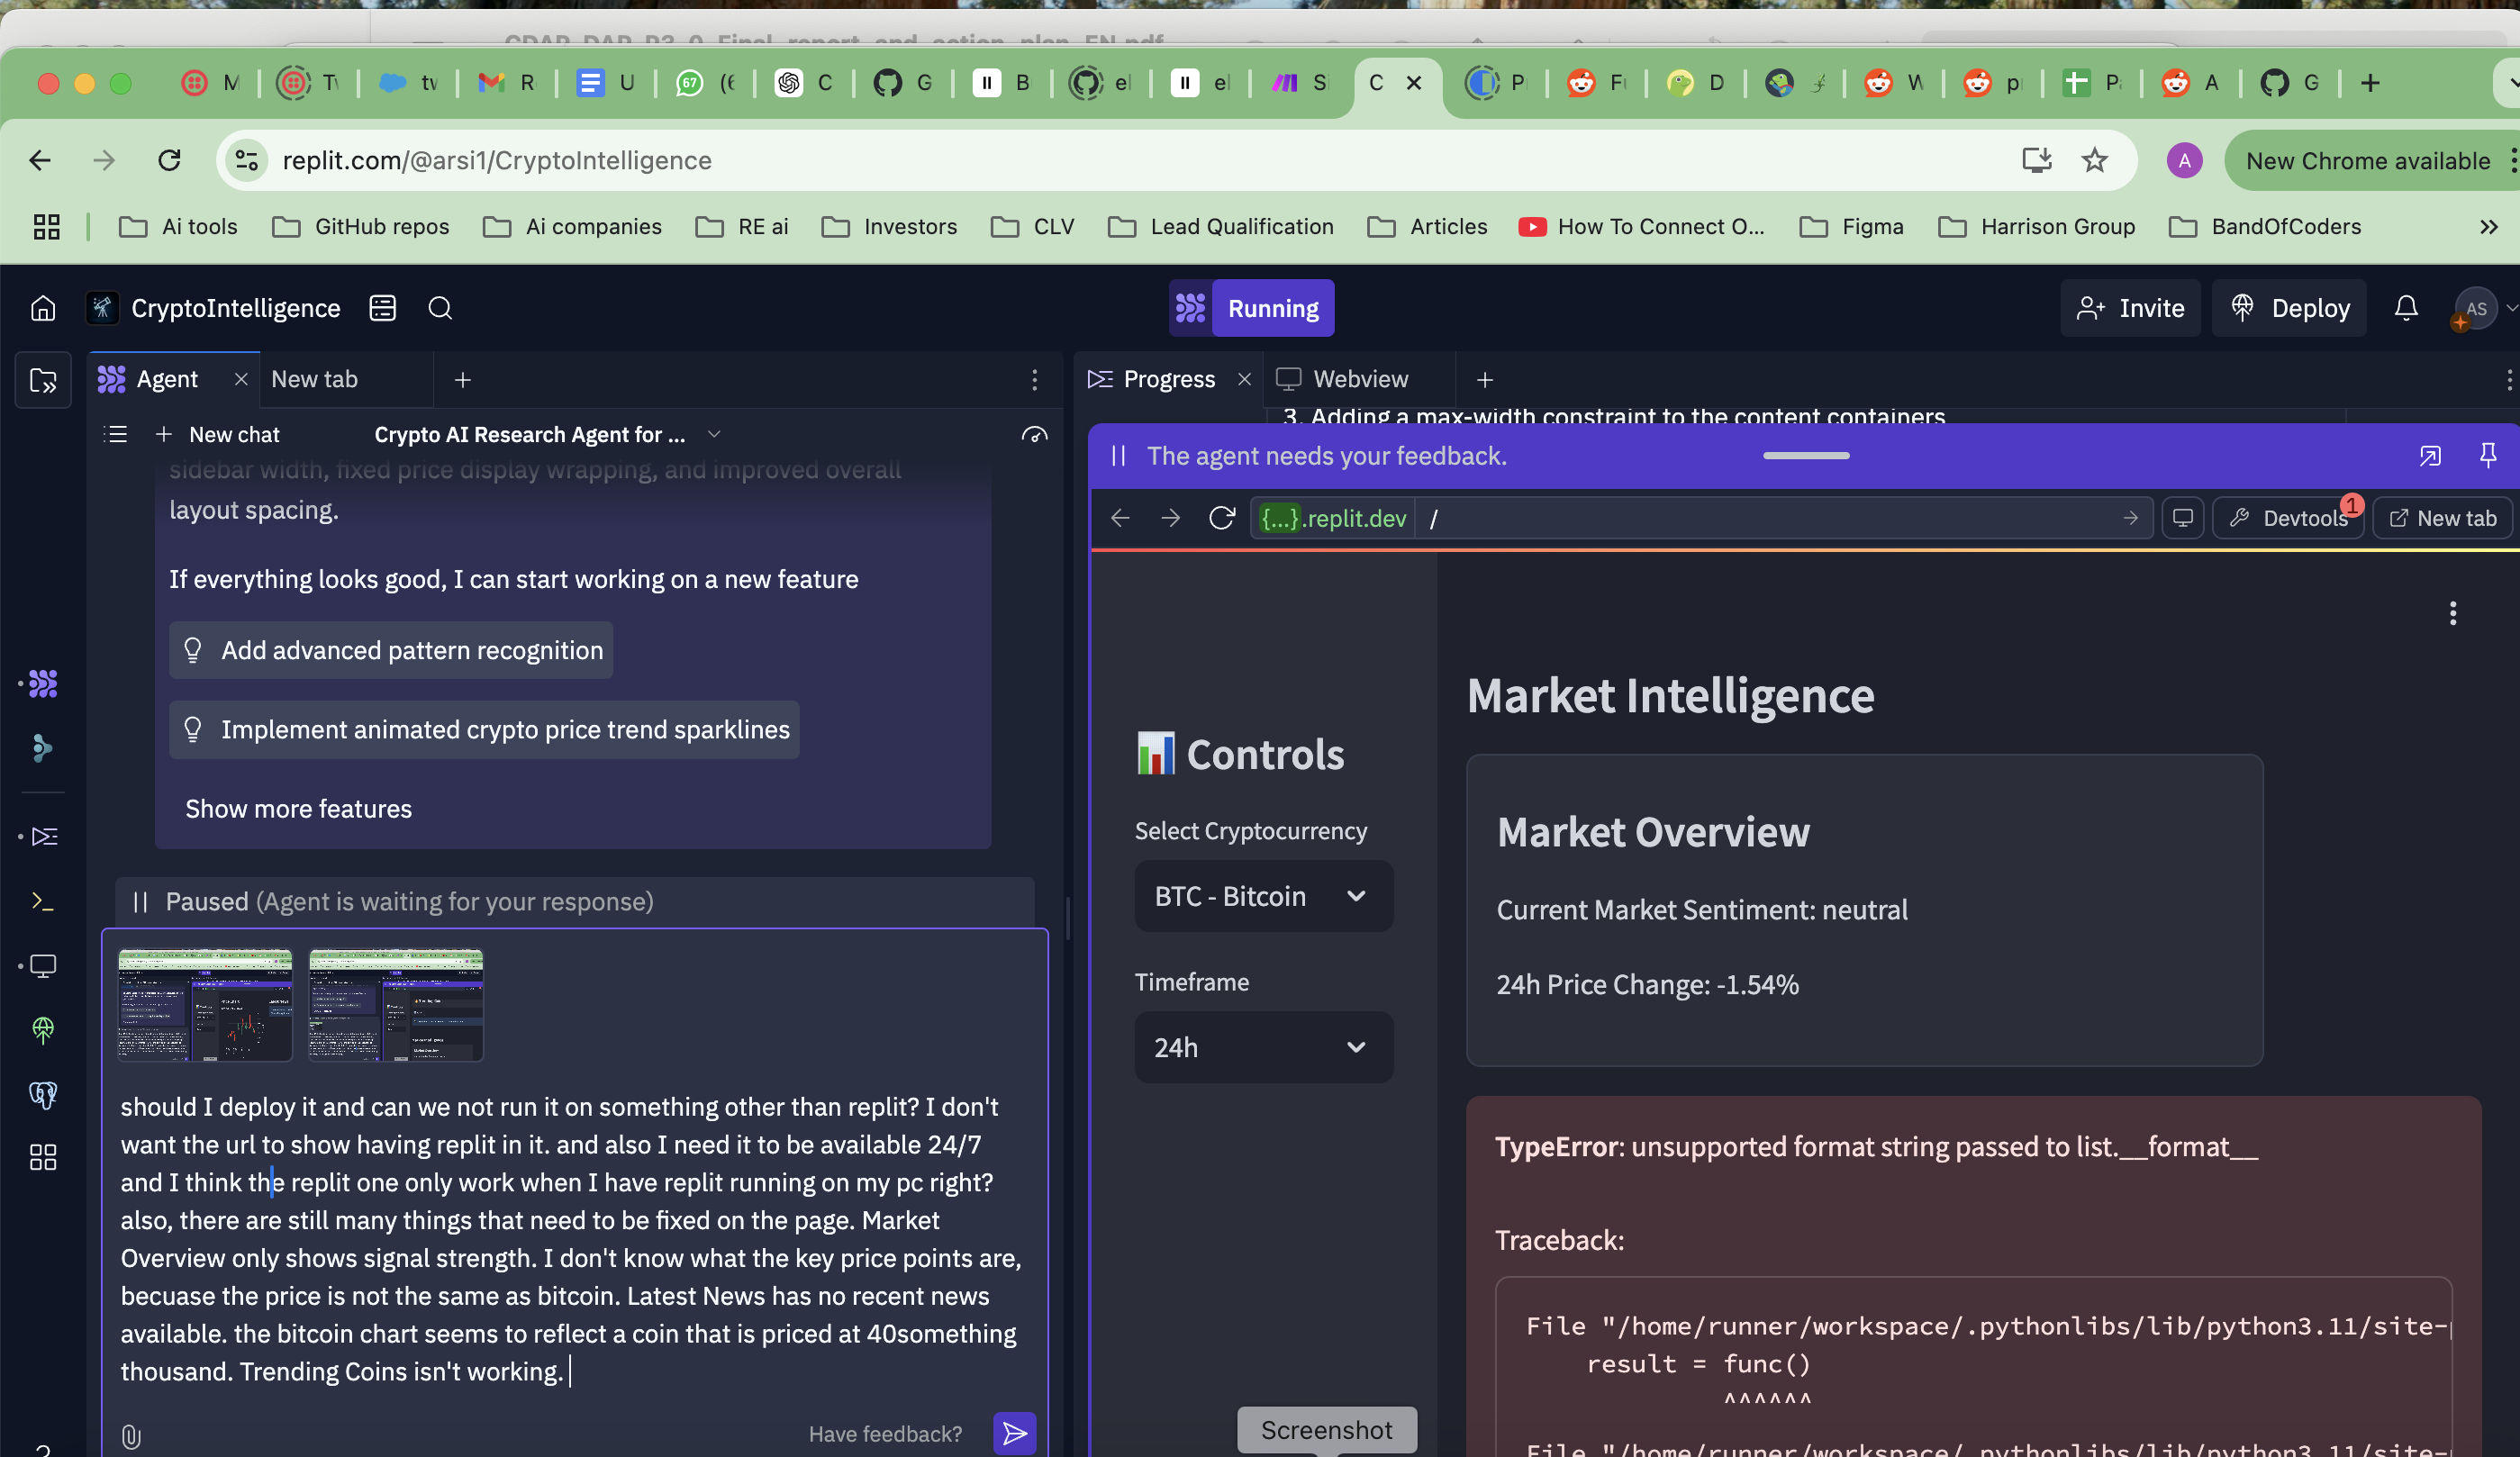 M
Tv
tv
R
U
67
(6
C
G
B
el
el
S
C
P
Fu
D
W
p
P
A
G
replit.com/@arsi1/CryptoIntelligence
A
New Chrome available
Ai tools
GitHub repos
Ai companies
RE ai
Investors
CLV
Lead Qualification
Articles
How To Connect O...
Figma
Harrison Group
BandOfCoders
CryptoIntelligence
Running
Invite
Deploy
AS
Agent
New tab
New chat
Crypto AI Research Agent for ...
sidebar width, fixed price display wrapping, and improved overall
layout spacing.
If everything looks good, I can start working on a new feature
Add advanced pattern recognition
Implement animated crypto price trend sparklines
Show more features
Paused (Agent is waiting for your response)
should I deploy it and can we not run it on something other than replit? I don't
want the url to show having replit in it. and also I need it to be available 24/7
and I think the replit one only work when I have replit running on my pc right?
also, there are still many things that need to be fixed on the page. Market
Overview only shows signal strength. I don't know what the key price points are,
becuase the price is not the same as bitcoin. Latest News has no recent news
available. the bitcoin chart seems to reflect a coin that is priced at 40something
thousand. Trending Coins isn't working.
Have feedback?
Progress
Webview
3. Adding a max-width constraint to the content containers
The agent needs your feedback.
{...}.replit.dev
/
Devtools
1
New tab
Controls
Select Cryptocurrency
BTC - Bitcoin
Timeframe
24h
Market Intelligence
Market Overview
Current Market Sentiment: neutral
24h Price Change: -1.54%
TypeError: unsupported format string passed to list.__format__
Traceback:
File "/home/runner/workspace/.pythonlibs/lib/python3.11/site-
result = func()
^^^^^^
File "/home/runner/workspace/.pythonlibs/lib/python3.11/site-
Screenshot